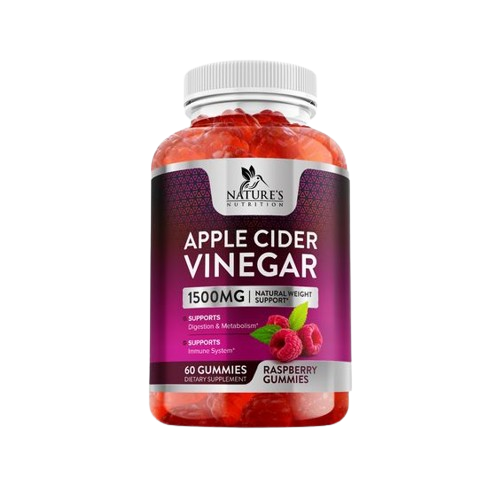 NATURE'S
NUTRITION
APPLE CIDER
VINEGAR
1500MG
NATURAL WEIGHT
SUPPORT*
SUPPORTS
Digestion & Metabolism*
SUPPORTS
Immune System*
60 GUMMIES
DIETARY SUPPLEMENT
RASPBERRY
GUMMIES